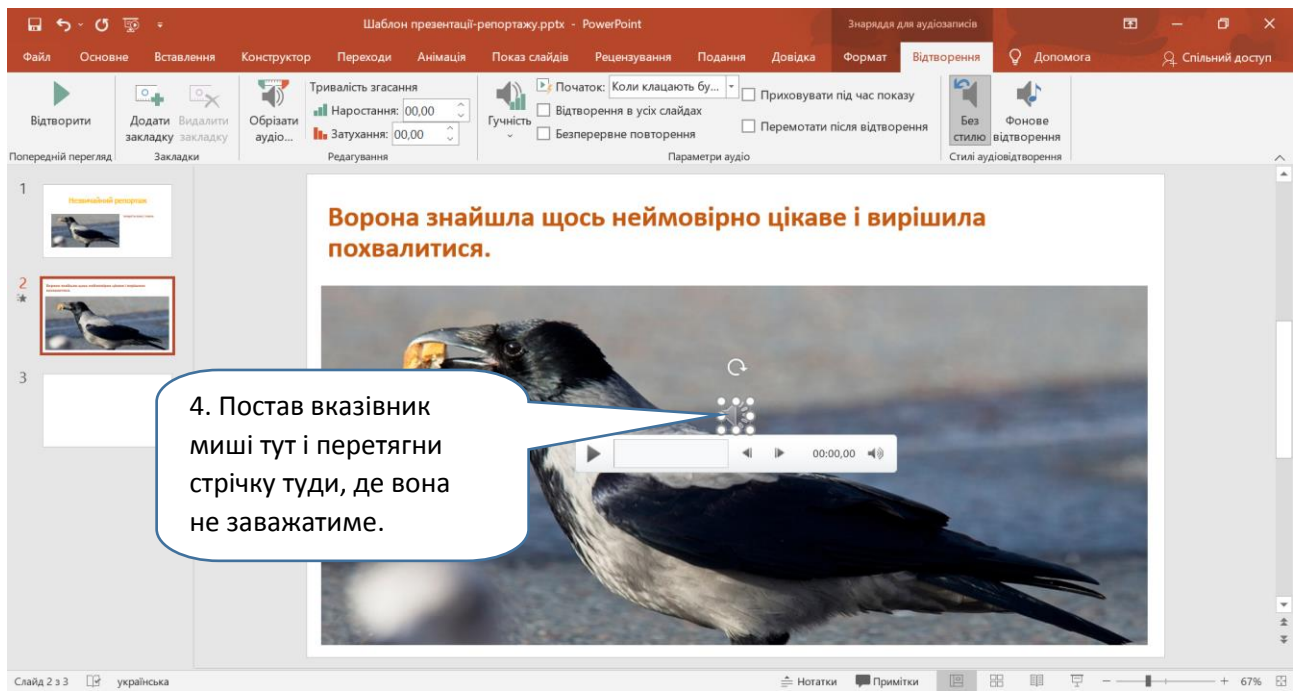 Шаблон презентації-репортажу.pptx - PowerPoint
Знаряддя для аудіозаписів
Файл Основне Вставлення Конструктор Переходи Анімація Показ слайдів Рецензування Подання Довідка Формат Відтворення Допомога Спільний доступ
Відтворити
Попередній перегляд
Додати закладку
Видалити закладку
Закладки
Обрізати аудіо...
Тривалість згасання
Наростання: 00,00
Затухання: 00,00
Редагування
Гучність
Початок: Коли клацають бу...
Відтворення в усіх слайдах
Безперервне повторення
Приховувати під час показу
Перемотати після відтворення
Параметри аудіо
Без стилю
Фонове відтворення
Стилі аудіовідтворення
1
Незвичайний репортаж
2
3
Ворона знайшла щось неймовірно цікаве і вирішила
похвалитися.
4. Постав вказівник
миші тут і перетягни
стрічку туди, де вона
не заважатиме.
00:00,00
Слайд 2 з 3 українська Нотатки Примітки 67%